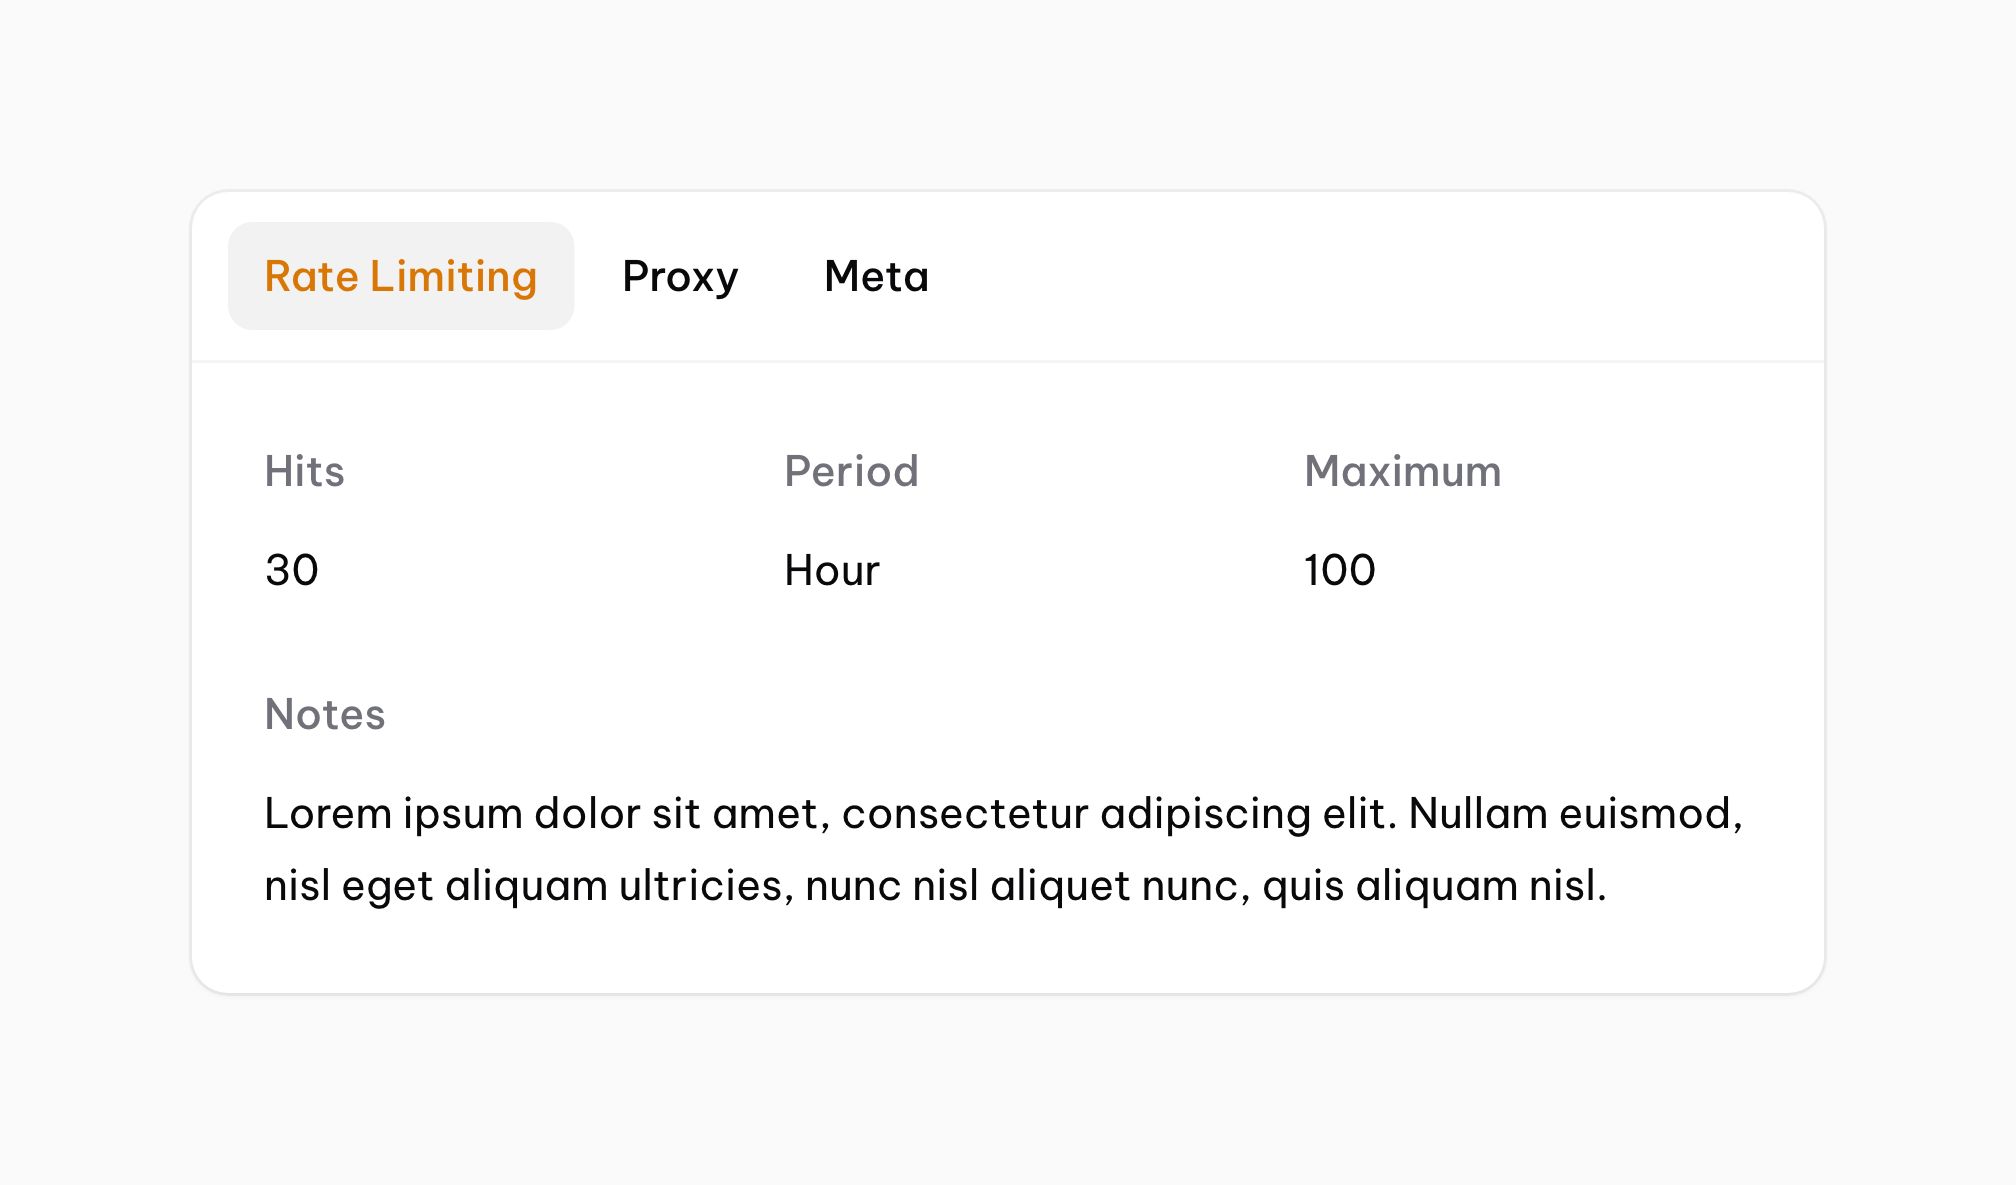 Rate Limiting Proxy Meta
Hits Period Maximum
30 Hour 100
Notes
Lorem ipsum dolor sit amet, consectetur adipiscing elit. Nullam euismod,
nisl eget aliquam ultricies, nunc nisl aliquet nunc, quis aliquam nisl.